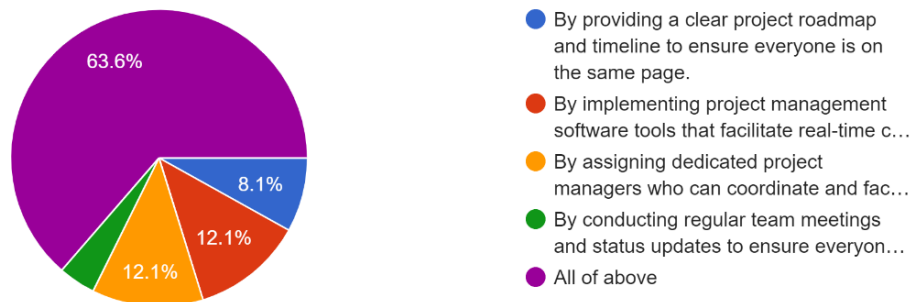 63.6%
8.1%
12.1%
12.1%
By providing a clear project roadmap
and timeline to ensure everyone is on
the same page.
By implementing project management
software tools that facilitate real-time c…
By assigning dedicated project
managers who can coordinate and fac…
By conducting regular team meetings
and status updates to ensure everyon…
All of above